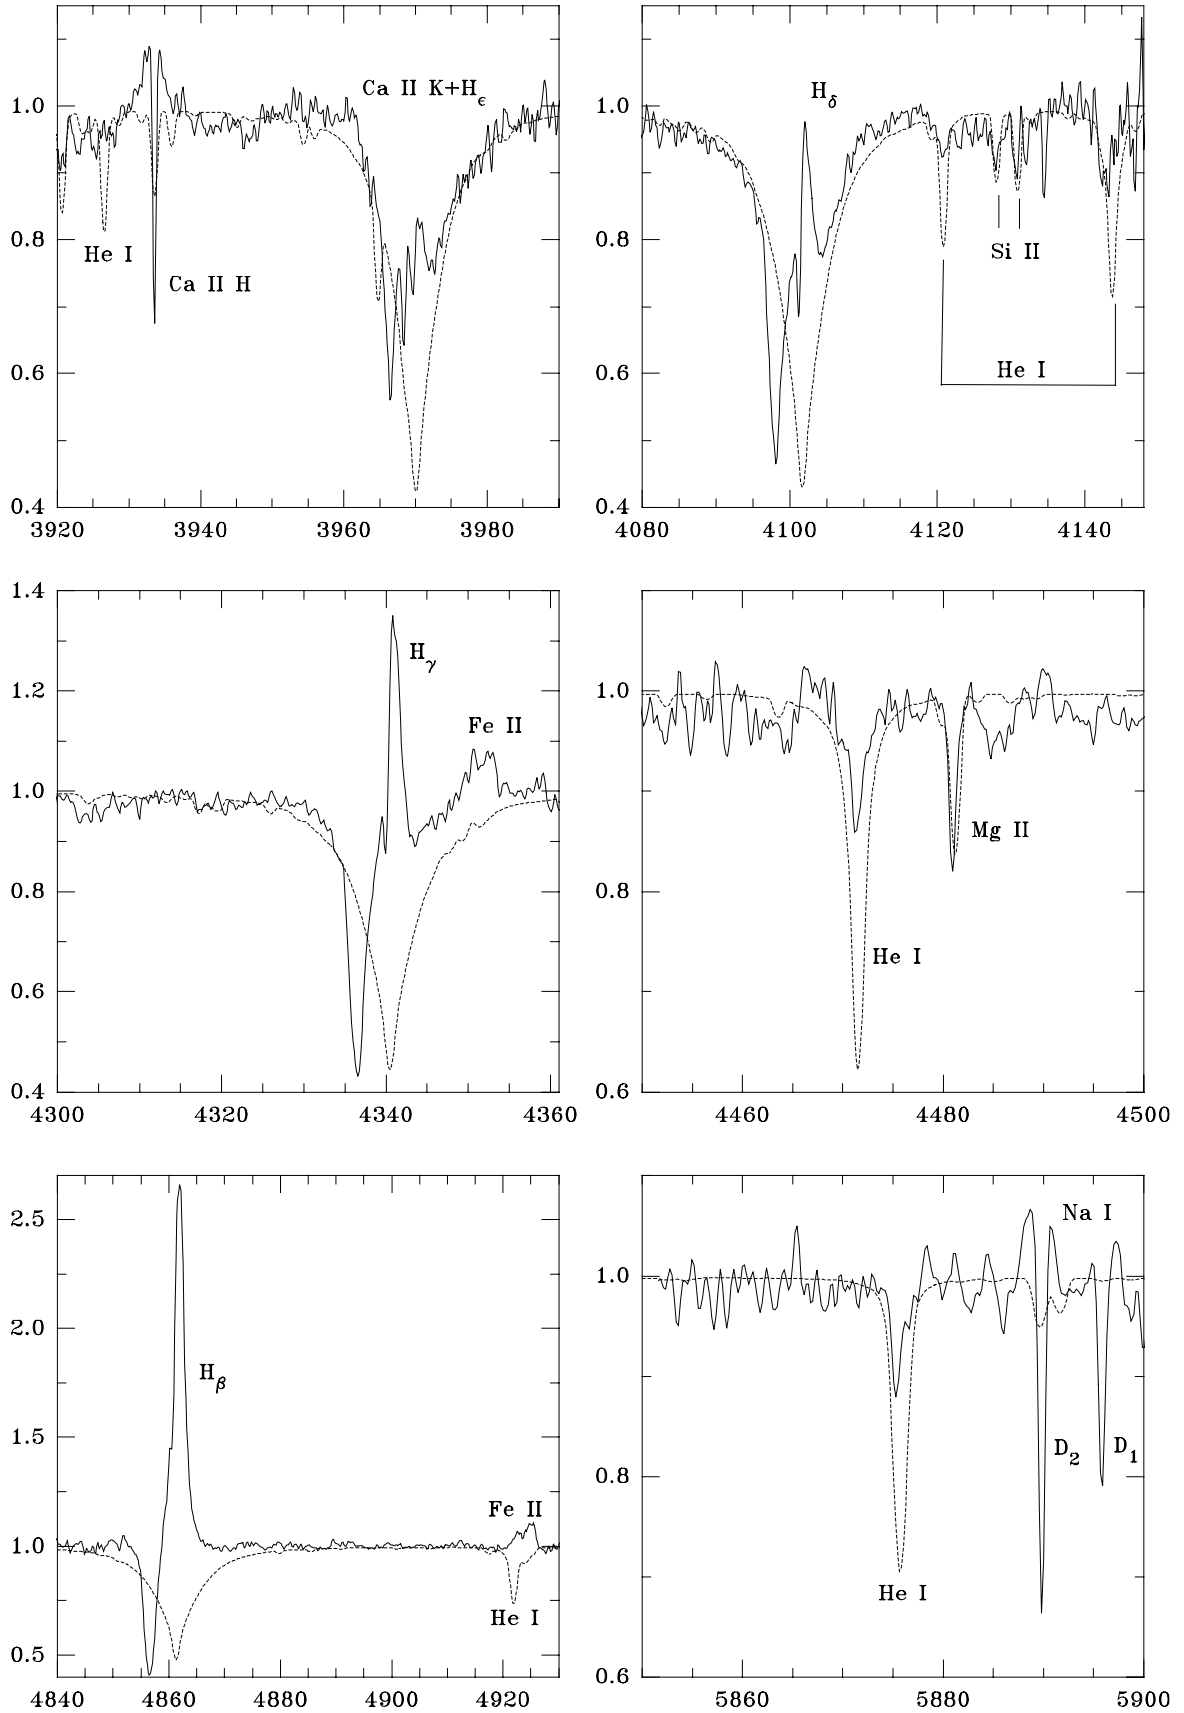 1.0
0.8
0.6
0.4
3920 3940 3960 3980
He I
Ca II H
Ca II K+Hϵ
1.0
0.8
0.6
0.4
4080 4100 4120 4140
Hδ
Si II
He I
1.4
1.2
1.0
0.8
0.6
0.4
4300 4320 4340 4360
Hγ
Fe II
1.0
0.8
0.6
4460 4480 4500
Mg II
He I
2.5
2.0
1.5
1.0
0.5
4840 4860 4880 4900 4920
Hβ
Fe II
He I
1.0
0.8
0.6
5860 5880 5900
Na I
D2 D1
He I